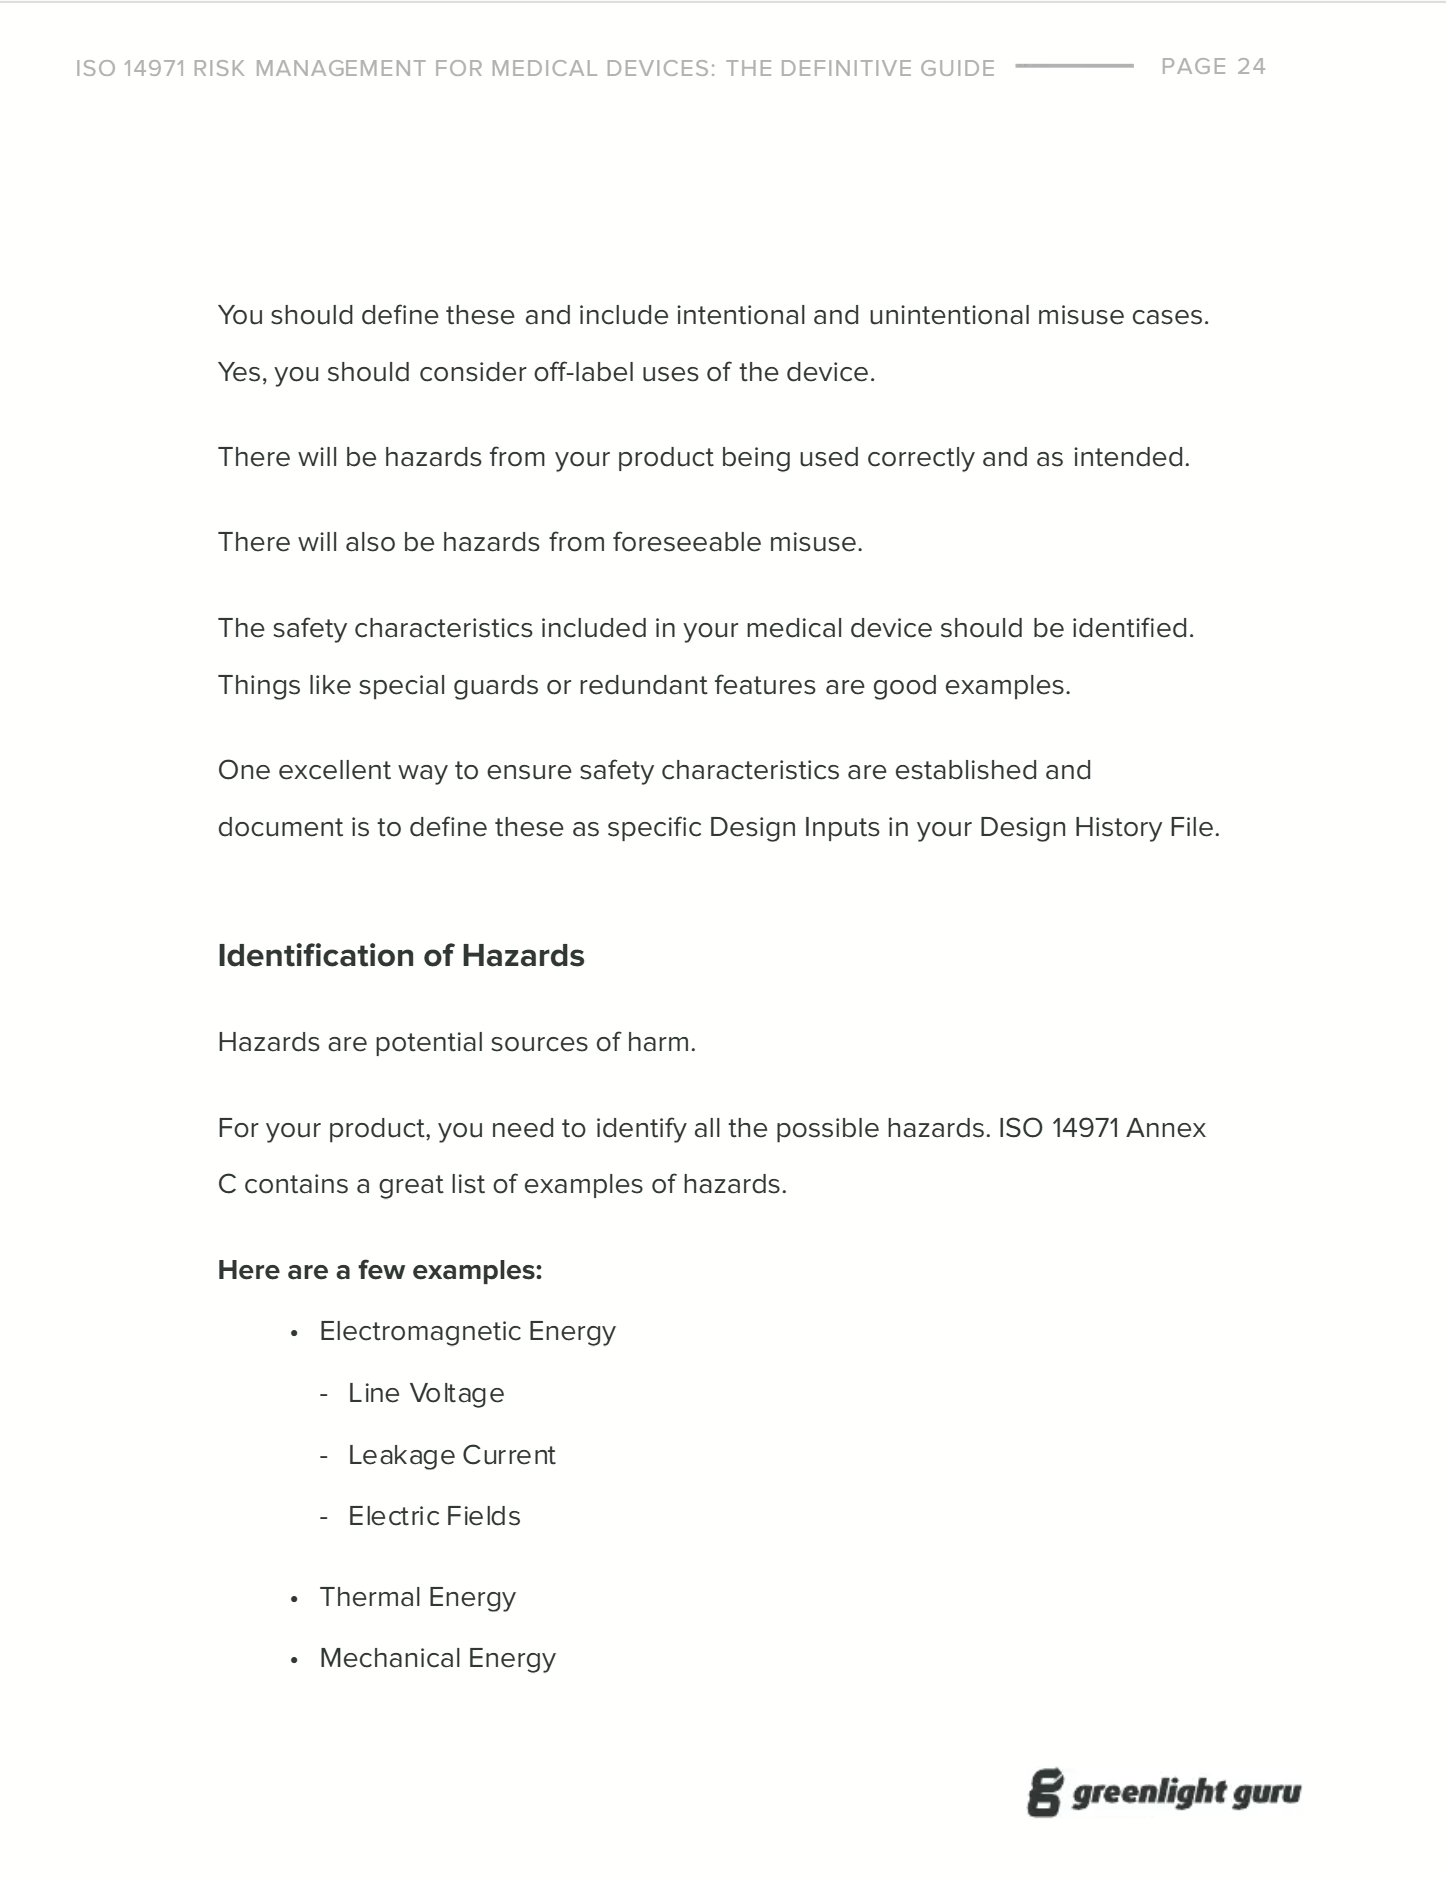 ISO 14971 RISK MANAGEMENT FOR MEDICAL DEVICES: THE DEFINITIVE GUIDE PAGE 24
You should define these and include intentional and unintentional misuse cases.
Yes, you should consider off-label uses of the device.
There will be hazards from your product being used correctly and as intended.
There will also be hazards from foreseeable misuse.
The safety characteristics included in your medical device should be identified.
Things like special guards or redundant features are good examples.
One excellent way to ensure safety characteristics are established and
document is to define these as specific Design Inputs in your Design History File.
Identification of Hazards
Hazards are potential sources of harm.
For your product, you need to identify all the possible hazards. ISO 14971 Annex
C contains a great list of examples of hazards.
Here are a few examples:
• Electromagnetic Energy
- Line Voltage
- Leakage Current
- Electric Fields
• Thermal Energy
• Mechanical Energy
greenlight guru